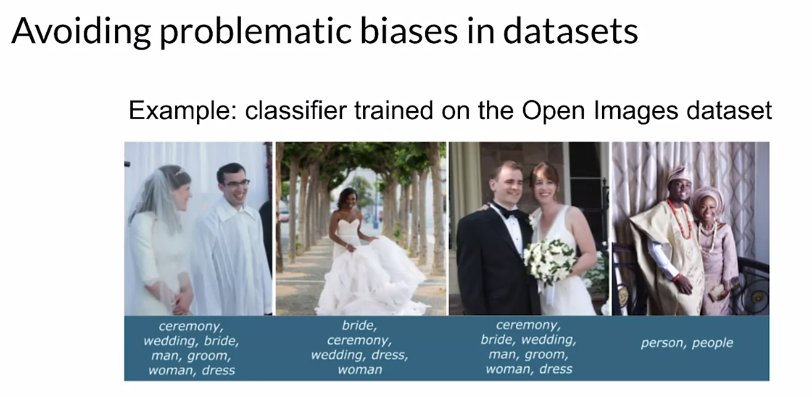 Avoiding problematic biases in datasets
Example: classifier trained on the Open Images dataset
ceremony,
wedding, bride,
man, groom,
woman, dress
bride,
ceremony,
wedding, dress,
woman
ceremony,
bride, wedding,
man, groom,
woman, dress
person, people